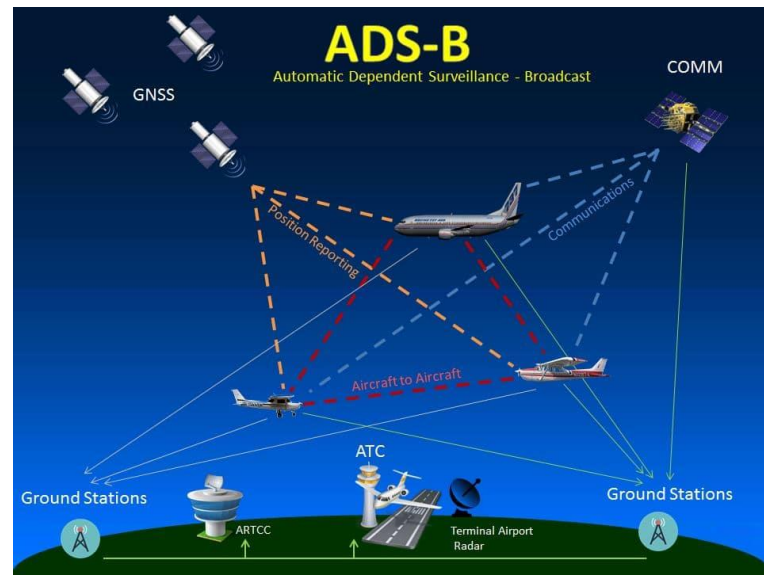 ADS-B
Automatic Dependent Surveillance - Broadcast
GNSS
COMM
Position Reporting
Communications
Aircraft to Aircraft
ATC
Ground Stations
Ground Stations
ARTCC
Terminal Airport
Radar